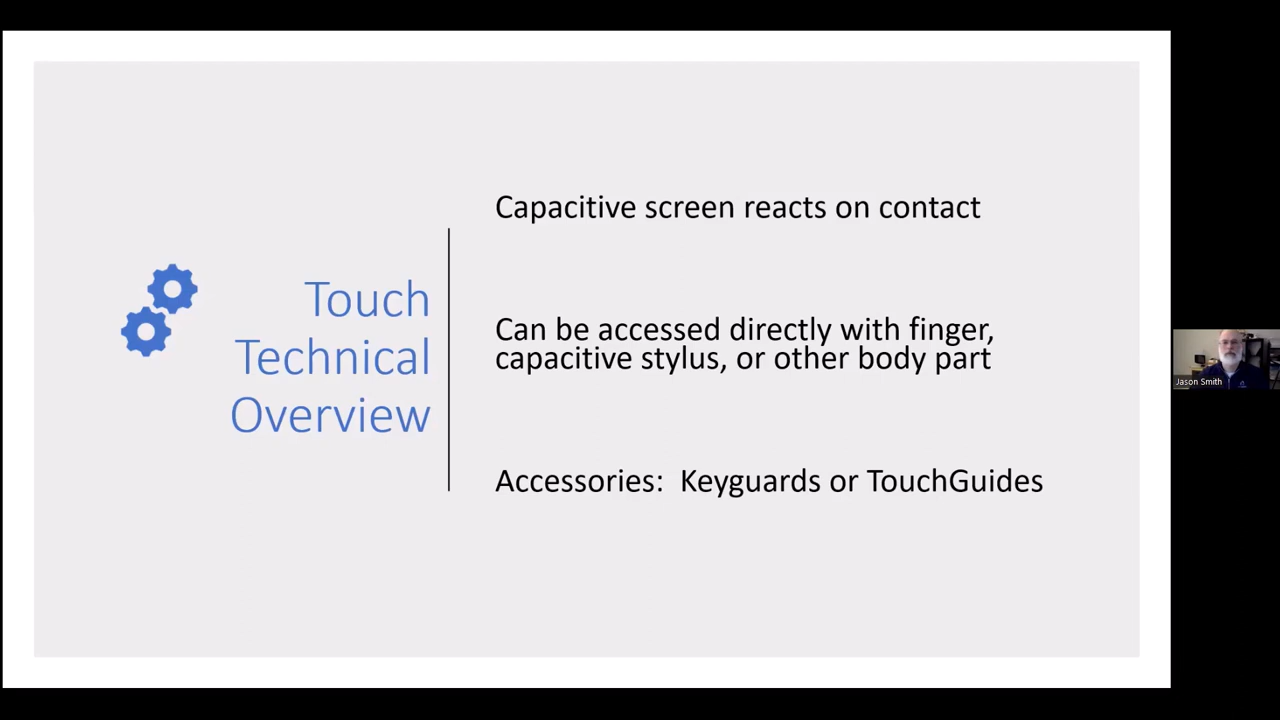 Touch
Technical
Overview
Capacitive screen reacts on contact
Can be accessed directly with finger,
capacitive stylus, or other body part
Accessories:  Keyguards or TouchGuides
Jason Smith